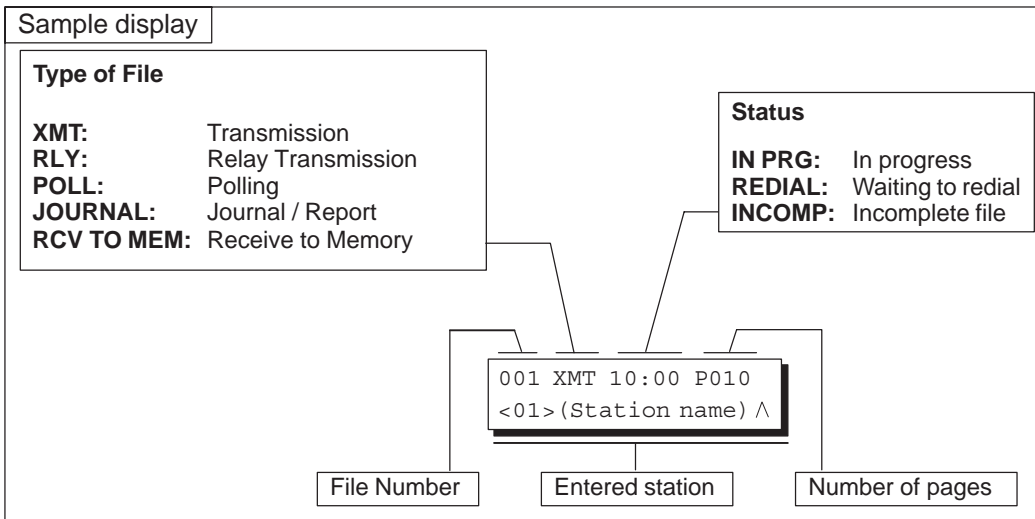 Sample display
Type of File
XMT: Transmission
RLY: Relay Transmission
POLL: Polling
JOURNAL: Journal / Report
RCV TO MEM: Receive to Memory
Status
IN PRG: In progress
REDIAL: Waiting to redial
INCOMP: Incomplete file
001 XMT 10:00 P010
<01>(Station name) ∧
File Number
Entered station
Number of pages